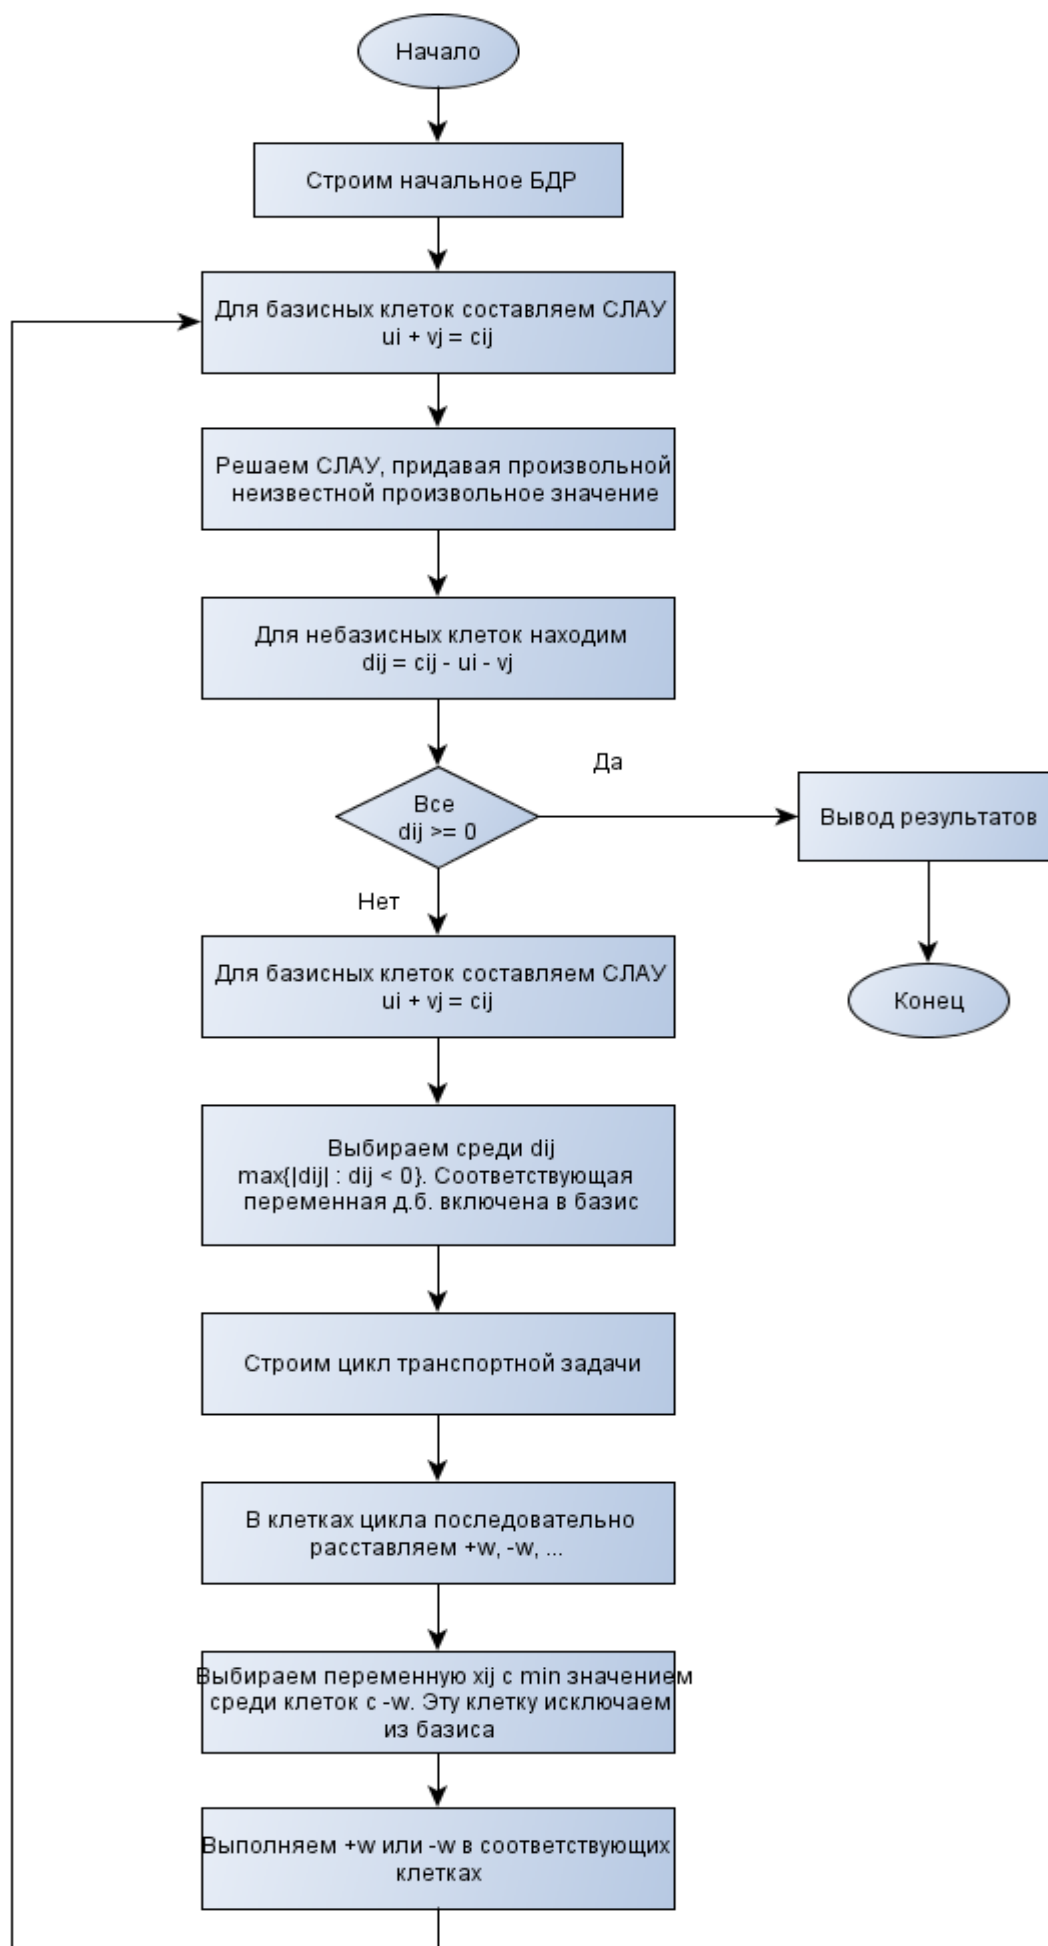 Начало
Строим начальное БДР
Для базисных клеток составляем СЛАУ
ui + vj = cij
Решаем СЛАУ, придавая произвольной
неизвестной произвольное значение
Для небазисных клеток находим
dij = cij - ui - vj
Все
dij >= 0
Да
Вывод результатов
Конец
Нет
Для базисных клеток составляем СЛАУ
ui + vj = cij
Выбираем среди dij
max{|dij| : dij < 0}. Соответствующая
переменная д.б. включена в базис
Строим цикл транспортной задачи
В клетках цикла последовательно
расставляем +w, -w, ...
Выбираем переменную xij с min значением
среди клеток с -w. Эту клетку исключаем
из базиса
Выполняем +w или -w в соответствующих
клетках